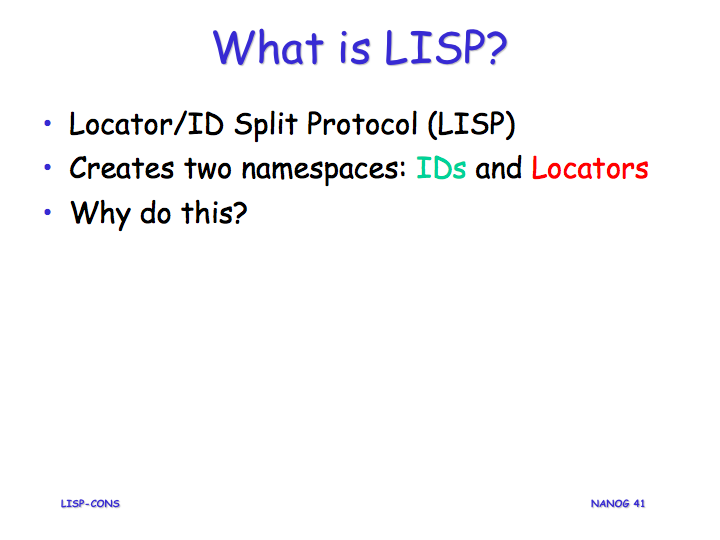 What is LISP?
• Locator/ID Split Protocol (LISP)
• Creates two namespaces: IDs and Locators
• Why do this?
LISP-CONS
NANOG 41